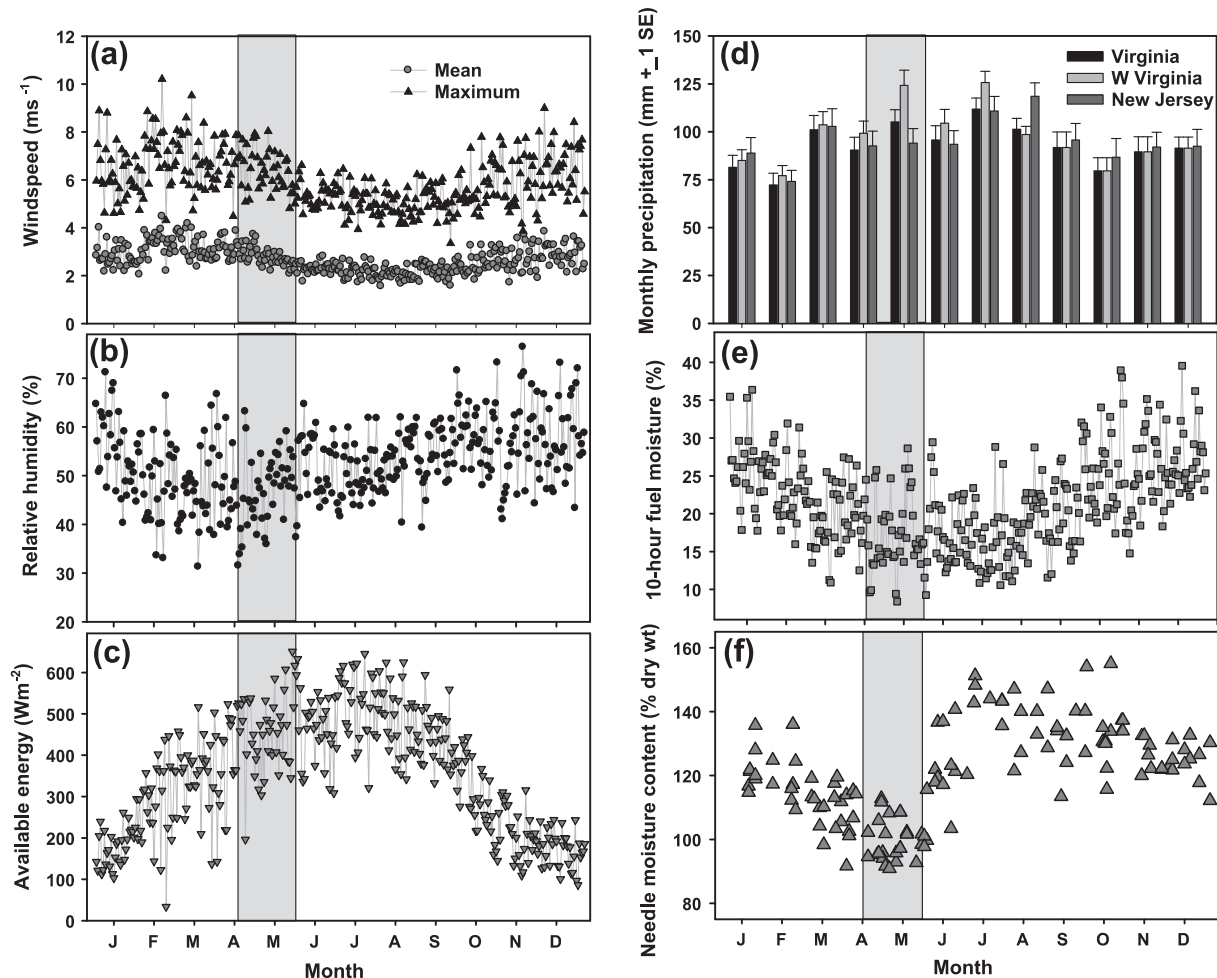 (a)
Mean
Maximum
Windspeed (ms⁻¹)
12
10
8
6
4
2
0
(b)
Relative humidity (%)
70
60
50
40
30
20
(c)
Available energy (Wm⁻²)
600
500
400
300
200
100
0
J F M A M J J A S O N D
Month
(d)
Virginia
W Virginia
New Jersey
Monthly precipitation (mm +_1 SE)
150
125
100
75
50
25
0
(e)
10-hour fuel moisture (%)
40
35
30
25
20
15
10
(f)
Needle moisture content (% dry wt)
160
140
120
100
80
J F M A M J J A S O N D
Month